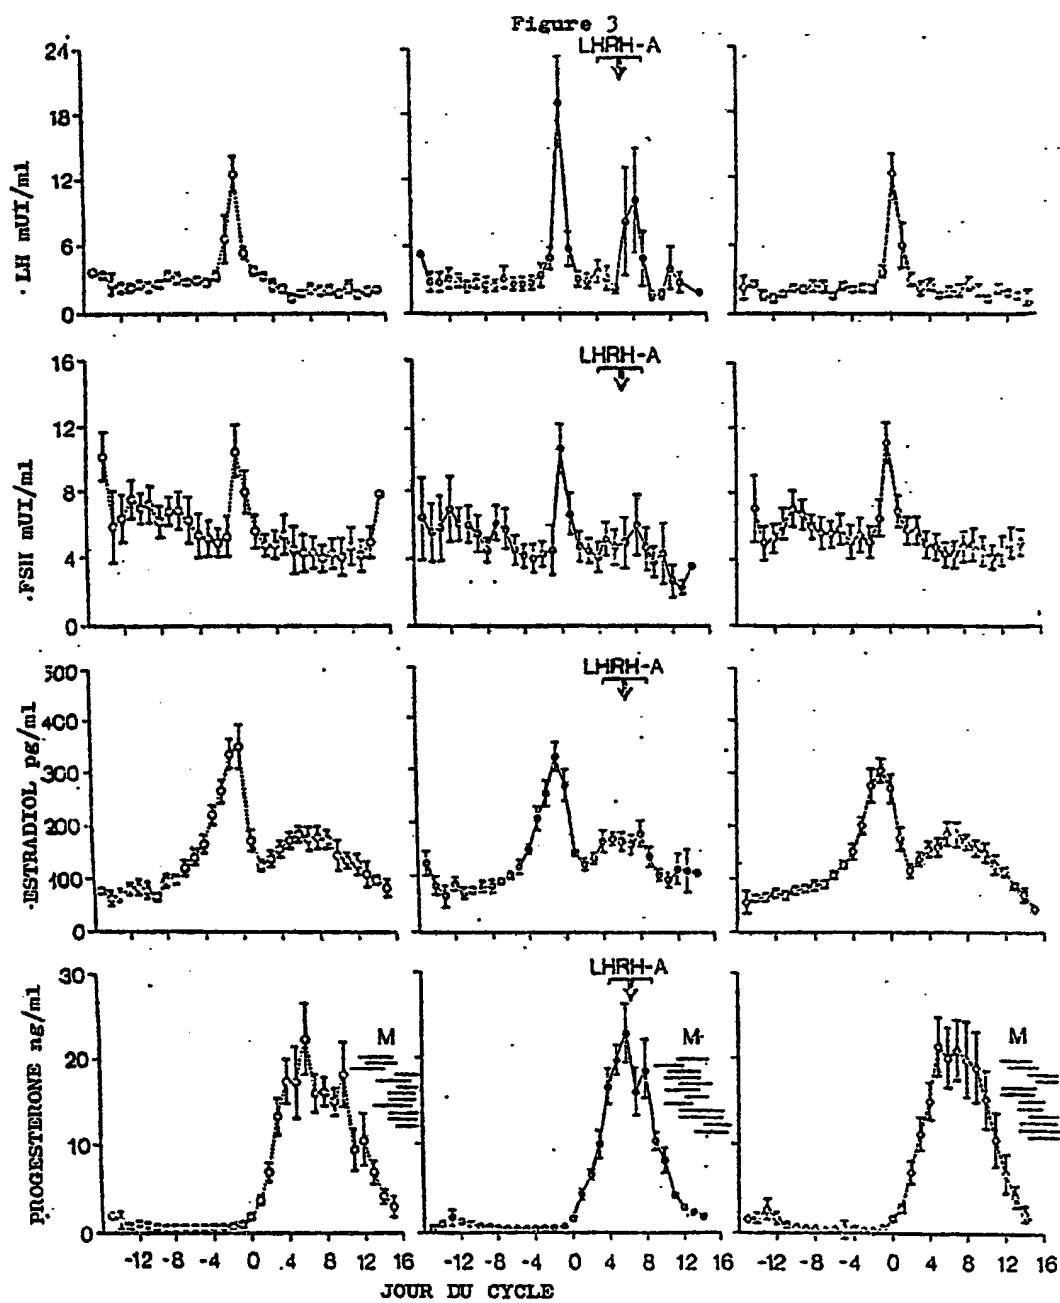 Figure 3
LHRH-A
24
18
12
6
0
· LH mUI/ml
LHRH-A
16
12
8
4
0
.FSH mUI/ml
LHRH-A
500
400
300
200
100
0
·ESTRADIOL pg/ml
LHRH-A
30
20
10
0
PROGESTERONE ng/ml
M
M
M
-12 -8 -4 0 4 8 12 16
-12 -8 -4 0 4 8 12 16
-12 -8 -4 0 4 8 12 16
JOUR DU CYCLE